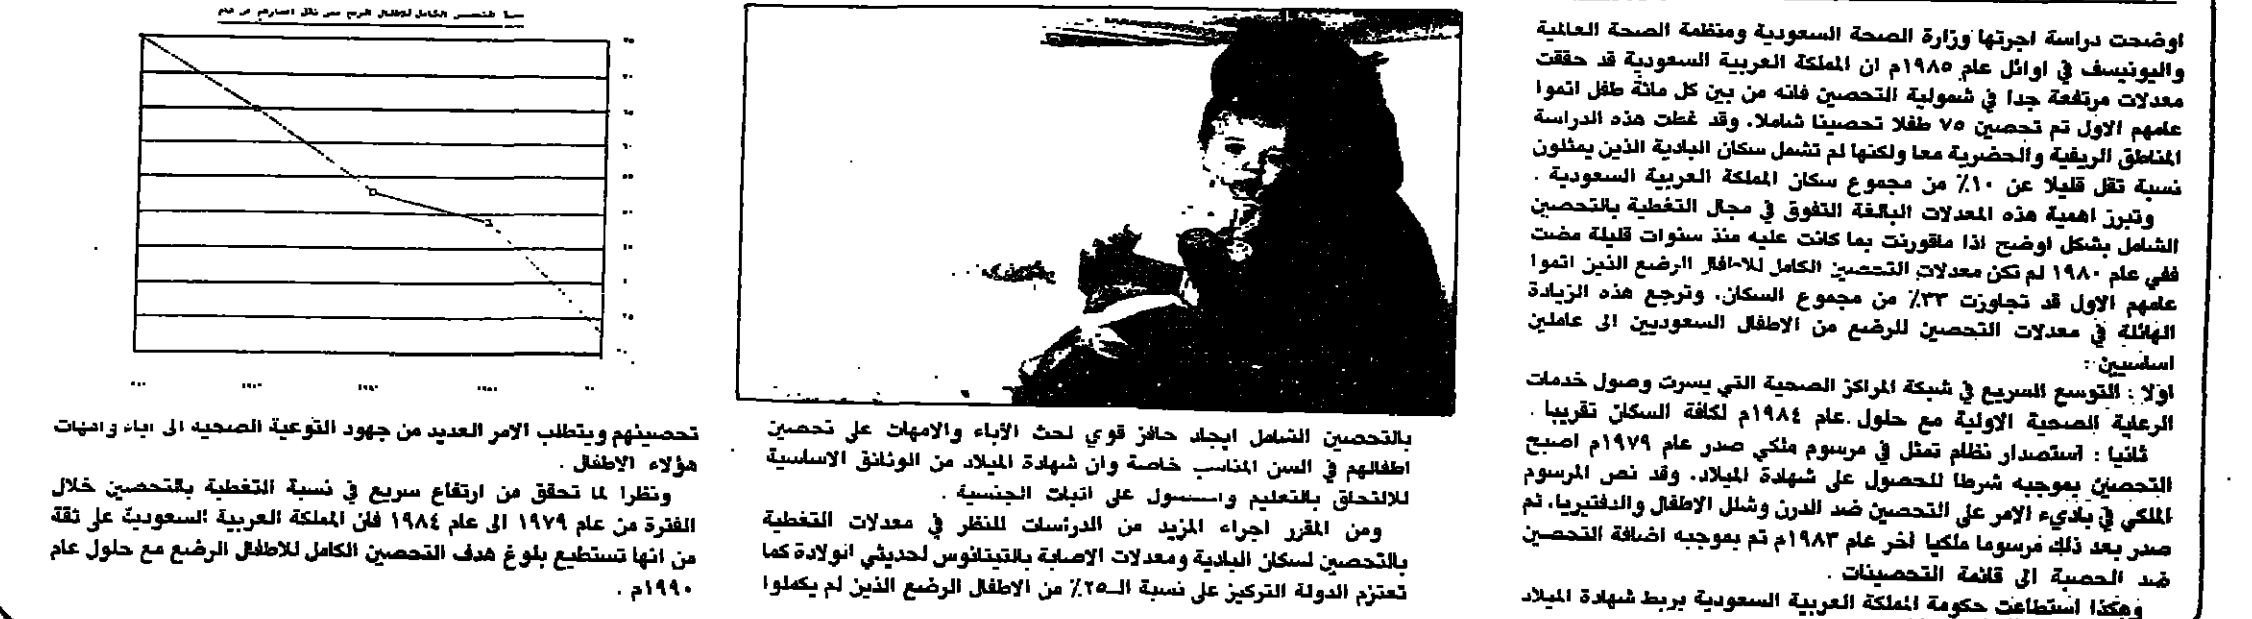 اوضحت دراسة اجرتها وزارة الصحة السعودية ومنظمة الصحة العالمية
واليونيسف في اوائل عام ١٩٨٥م ان المملكة العربية السعودية قد حققت
معدلات مرتفعة جدا في شمولية التحصين فانه من بين كل مائة طفل اتموا
عامهم الاول تم تحصين ٧٥ طفلا تحصينا شاملا. وقد غطت هذه الدراسة
المناطق الريفية والحضرية معا ولكنها لم تشمل سكان البادية الذين يمثلون
نسبة تقل قليلا عن ١٠٪ من مجموع سكان المملكة العربية السعودية .
وتبرز اهمية هذه المعدلات البالغة التفوق في مجال التغطية بالتحصين
الشامل بشكل اوضح اذا ماقورنت بما كانت عليه منذ سنوات قليلة مضت
ففي عام ١٩٨٠ لم تكن معدلات التحصين الكامل للاطفال الرضع الذين اتموا
عامهم الاول قد تجاوزت ٣٣٪ من مجموع السكان. وترجع هذه الزيادة
الهائلة في معدلات التحصين للرضع من الاطفال السعوديين الى عاملين
اساسيين :
اولا : التوسع السريع في شبكة المراكز الصحية التي يسرت وصول خدمات
الرعاية الصحية الاولية مع حلول عام ١٩٨٤م لكافة السكان تقريبا .
ثانيا : استصدار نظام تمثل في مرسوم ملكي صدر عام ١٩٧٩م اصبح
التحصين بموجبه شرطا للحصول على شهادة الميلاد. وقد نص المرسوم
الملكي في باديء الامر على التحصين ضد الدرن وشلل الاطفال والدفتيريا. ثم
صدر بعد ذلك مرسوما ملكيا آخر عام ١٩٨٣م تم بموجبه اضافة التحصين
ضد الحصبة الى قائمة التحصينات .
وهكذا استطاعت حكومة المملكة العربية السعودية بربط شهادة الميلاد
بالتحصين الشامل ايجاد حافز قوي لحث الآباء والامهات على تحصين
اطفالهم في السن المناسب خاصة وان شهادة الميلاد من الوثائق الاساسية
للالتحاق بالتعليم على اثبات الجنسية .
ومن المقرر اجراء المزيد من الدراسات للنظر في معدلات التغطية
بالتحصين لسكان البادية ومعدلات الاصابة بالتيتانوس لحديثي الولادة كما
تعتزم الدولة التركيز على نسبة الـ٢٥٪ من الاطفال الرضع الذين لم يكملوا
تحصينهم ويتطلب الامر العديد من جهود التوعية الصحيه الى اباء وامهات
هؤلاء الاطفال .
ونظرا لما تحقق من ارتفاع سريع في نسبة التغطية بالتحصين خلال
الفترة من عام ١٩٧٩ الى عام ١٩٨٤ فان المملكة العربية السعودية على ثقة
من انها تستطيع بلوغ هدف التحصين الكامل للاطفال الرضع مع حلول عام
١٩٩٠م .